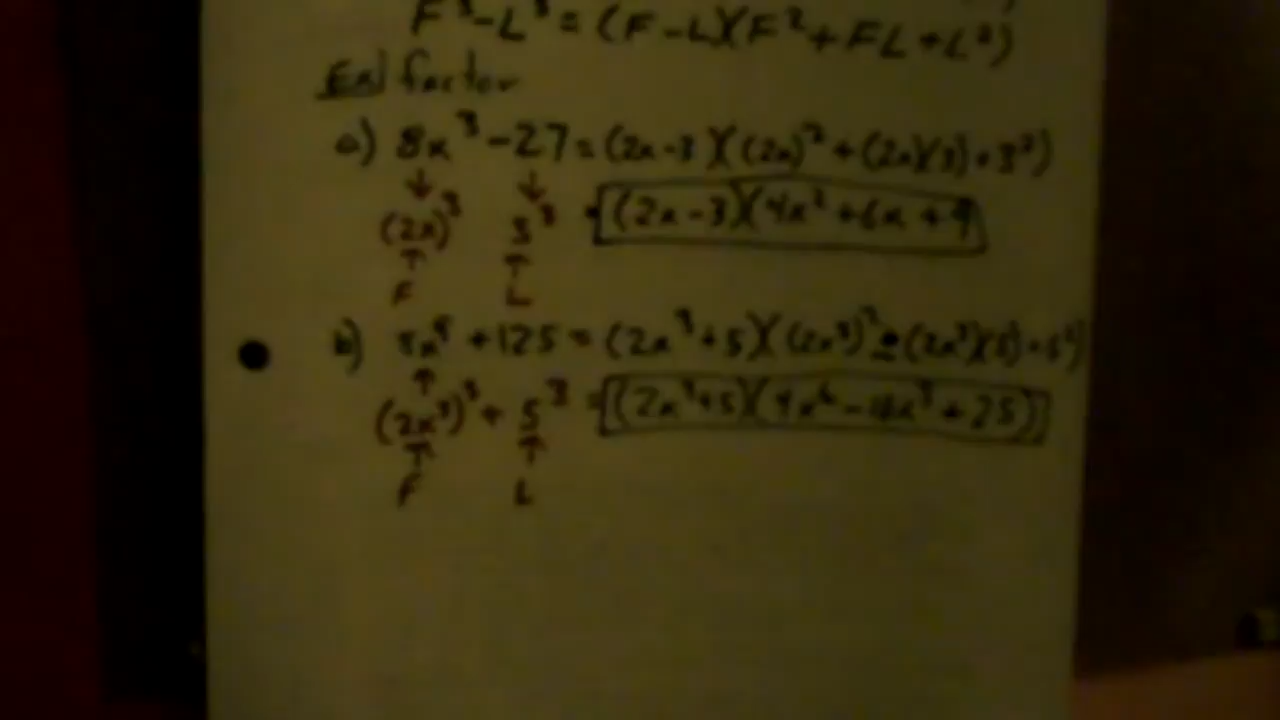 F³-L³ = (F-L)(F²+FL+L²)
Ex) factor
a) 8x³-27 = (2x-3)((2x)²+(2x)(3)+3²)
↓ ↓
(2x)³ 3³ = (2x-3)(4x²+6x+9
↑ ↑
F L
b) +125 = (2x³+5)((2x³)² (2x³)(5)+5²)
↑
(2x³)³ + 5³ = (2x³+5)(4x⁶-10x³+25)
↑ ↑
F L